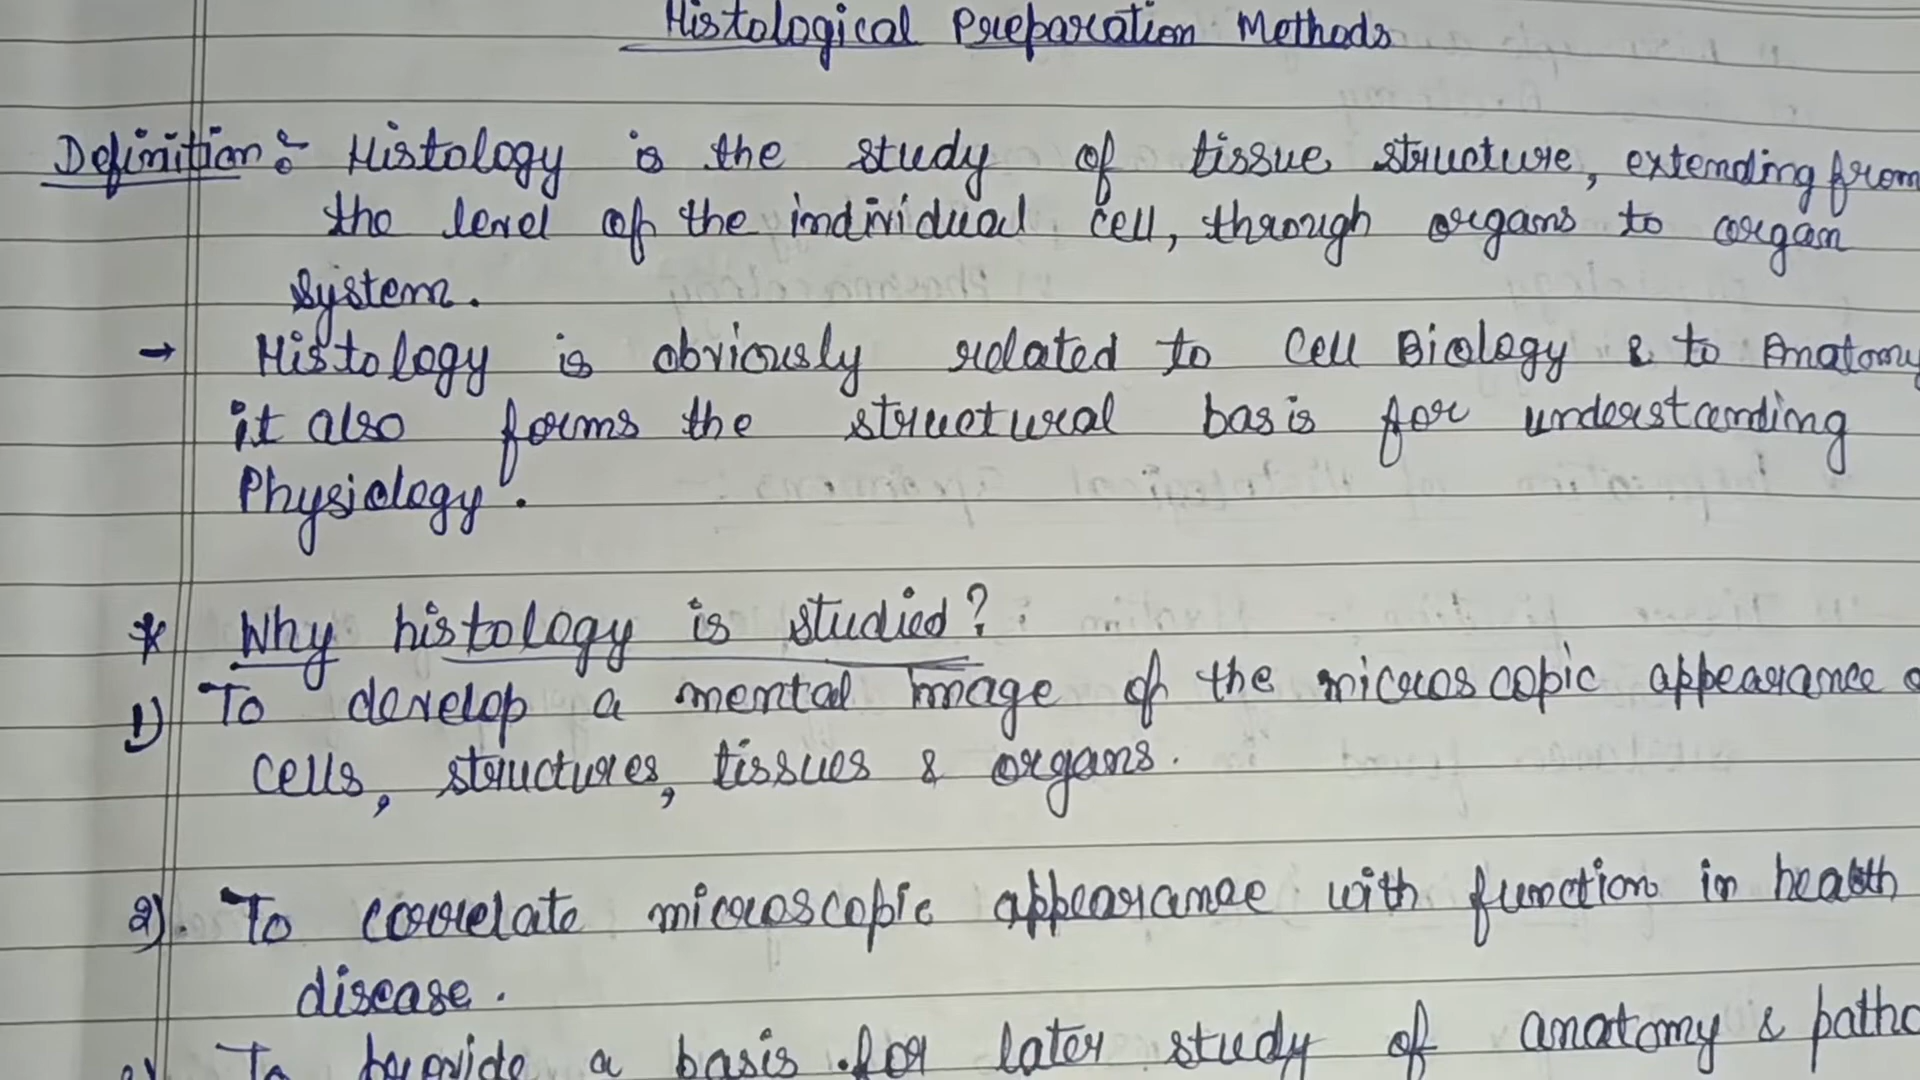 Histological Preparation Methods
Definition :- Histology is the study of tissue structure, extending from
the level of the individual cell, through organs to organ
system.
→ Histology is obviously related to Cell Biology & to Anatomy
it also forms the structural basis for understanding
Physiology.
* Why histology is studied?
1) To develop a mental image of the microscopic appearance
cells, structures, tissues & organs.
2). To correlate microscopic appearance with function in health
disease.
To provide a basis for later study of anatomy &